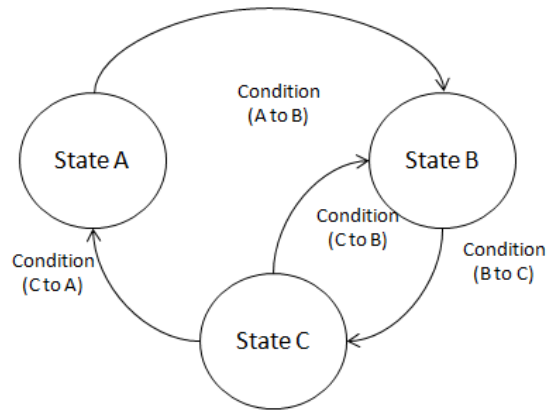 Condition
(A to B)
State A
State B
Condition
(C to B)
Condition
(B to C)
Condition
(C to A)
State C